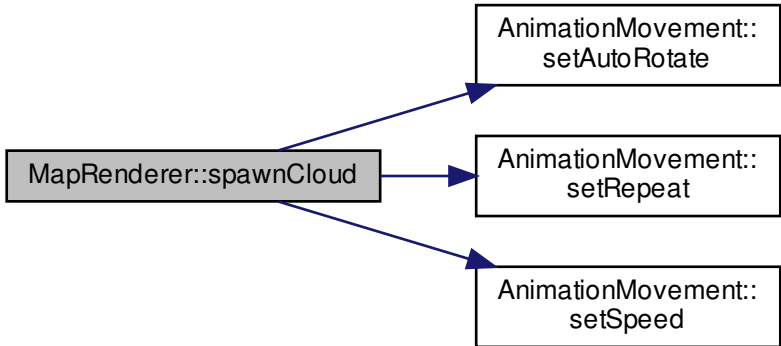 MapRenderer::spawnCloud
AnimationMovement::
setAutoRotate
AnimationMovement::
setRepeat
AnimationMovement::
setSpeed